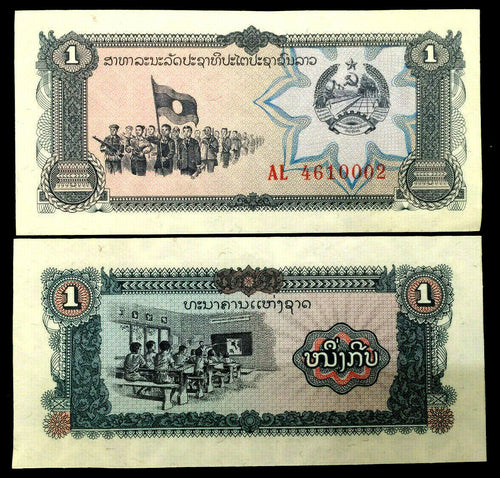 1 1
ສາທາລະນະລັດປະຊາທິປະໄຕປະຊາຊົນລາວ
AL 4610002
1 1
ທະນາຄານແຫ່ງຊາດ
ໜຶ່ງກີບ